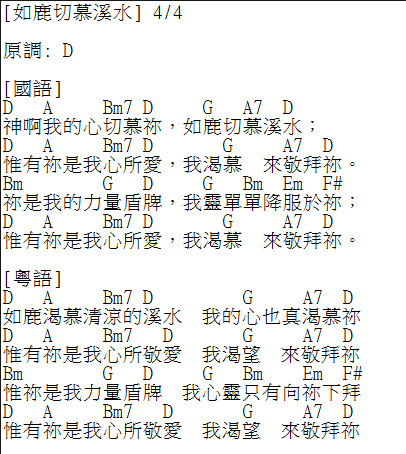 [如鹿切慕溪水] 4/4
原調: D
[國語]
D   A     Bm7 D     G   A7  D
神啊我的心切慕祢，如鹿切慕溪水；
D   A     Bm7 D       G     A7  D
惟有祢是我心所愛，我渴慕  來敬拜祢。
Bm        G   D     G   Bm  Em  F#
祢是我的力量盾牌，我靈單單降服於祢；
D   A     Bm7 D       G     A7  D
惟有祢是我心所愛，我渴慕  來敬拜祢。
[粵語]
D   A     Bm7 D         G     A7  D
如鹿渴慕清涼的溪水  我的心也真渴慕祢
D   A     Bm7   D       G     A7  D
惟有祢是我心所敬愛  我渴望  來敬拜祢
Bm        G   D     G   Bm    Em  F#
惟祢是我力量盾牌  我心靈只有向祢下拜
D   A     Bm7   D       G     A7  D
惟有祢是我心所敬愛  我渴望  來敬拜祢